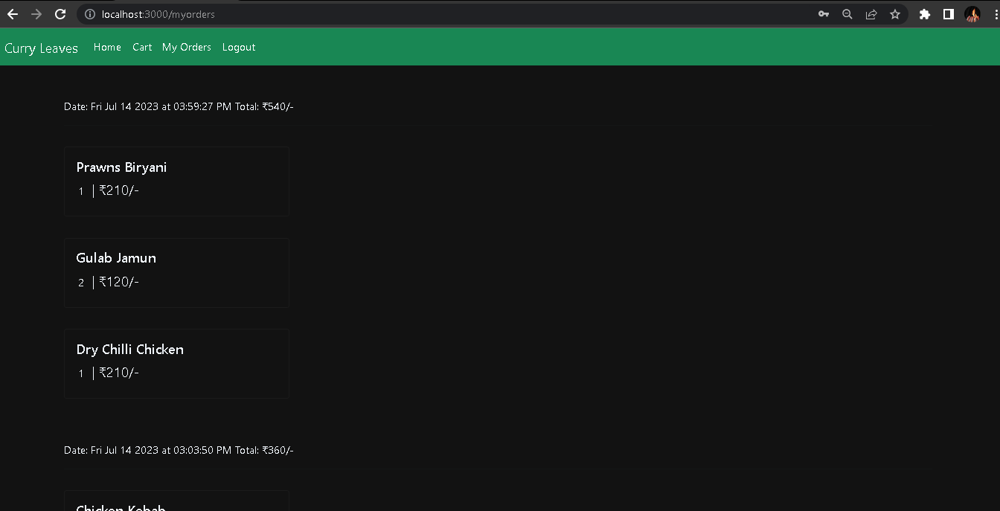 localhost:3000/myorders
Curry Leaves Home Cart My Orders Logout
Date: Fri Jul 14 2023 at 03:59:27 PM Total: ₹540/-
Prawns Biryani
1 | ₹210/-
Gulab Jamun
2 | ₹120/-
Dry Chilli Chicken
1 | ₹210/-
Date: Fri Jul 14 2023 at 03:03:50 PM Total: ₹360/-
Chicken Kebab